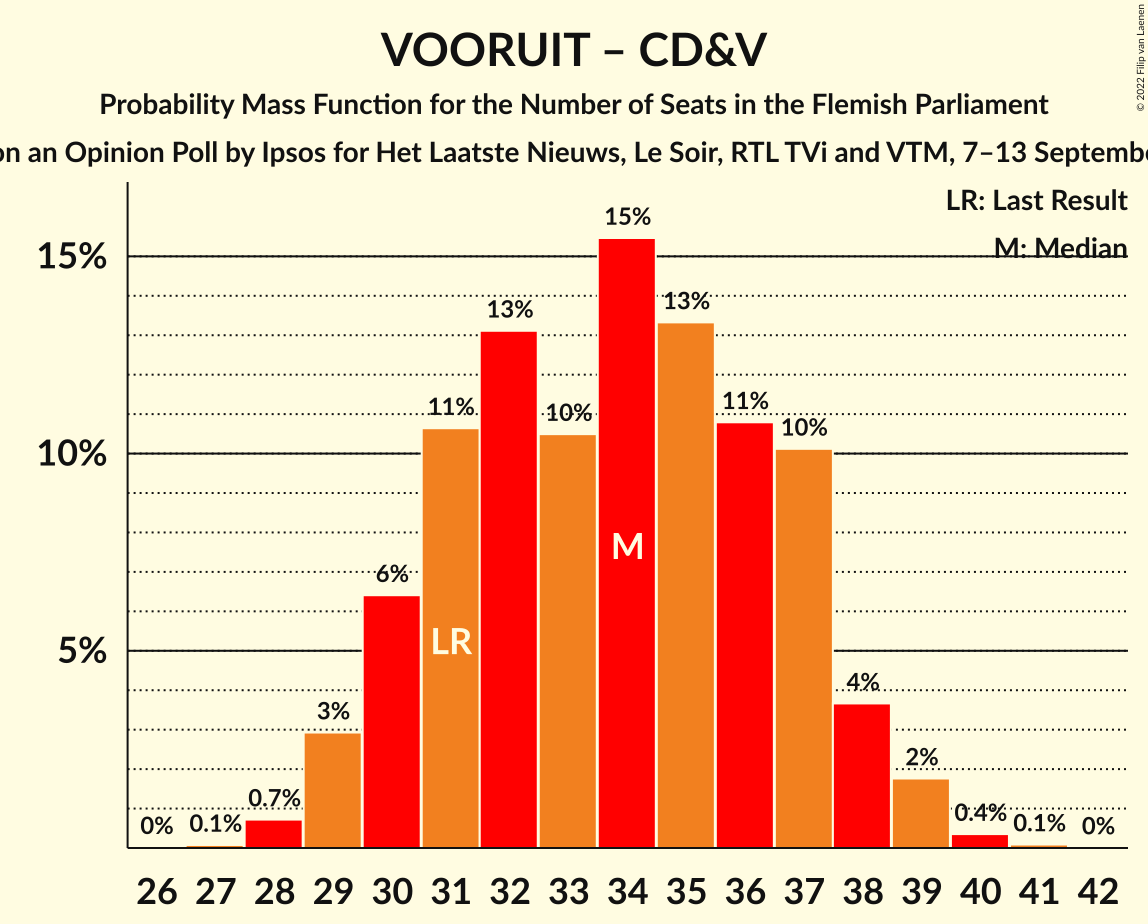 VOORUIT – CD&V
Probability Mass Function for the Number of Seats in the Flemish Parliament
on an Opinion Poll by Ipsos for Het Laatste Nieuws, Le Soir, RTL TVi and VTM, 7–13 Septembe
© 2022 Filip van Laenen
LR: Last Result
M: Median
15%
10%
5%
0% 0.1% 0.7% 3% 6% 11% 13% 10% 15% 13% 11% 10% 4% 2% 0.4% 0.1% 0%
LR
M
26 27 28 29 30 31 32 33 34 35 36 37 38 39 40 41 42